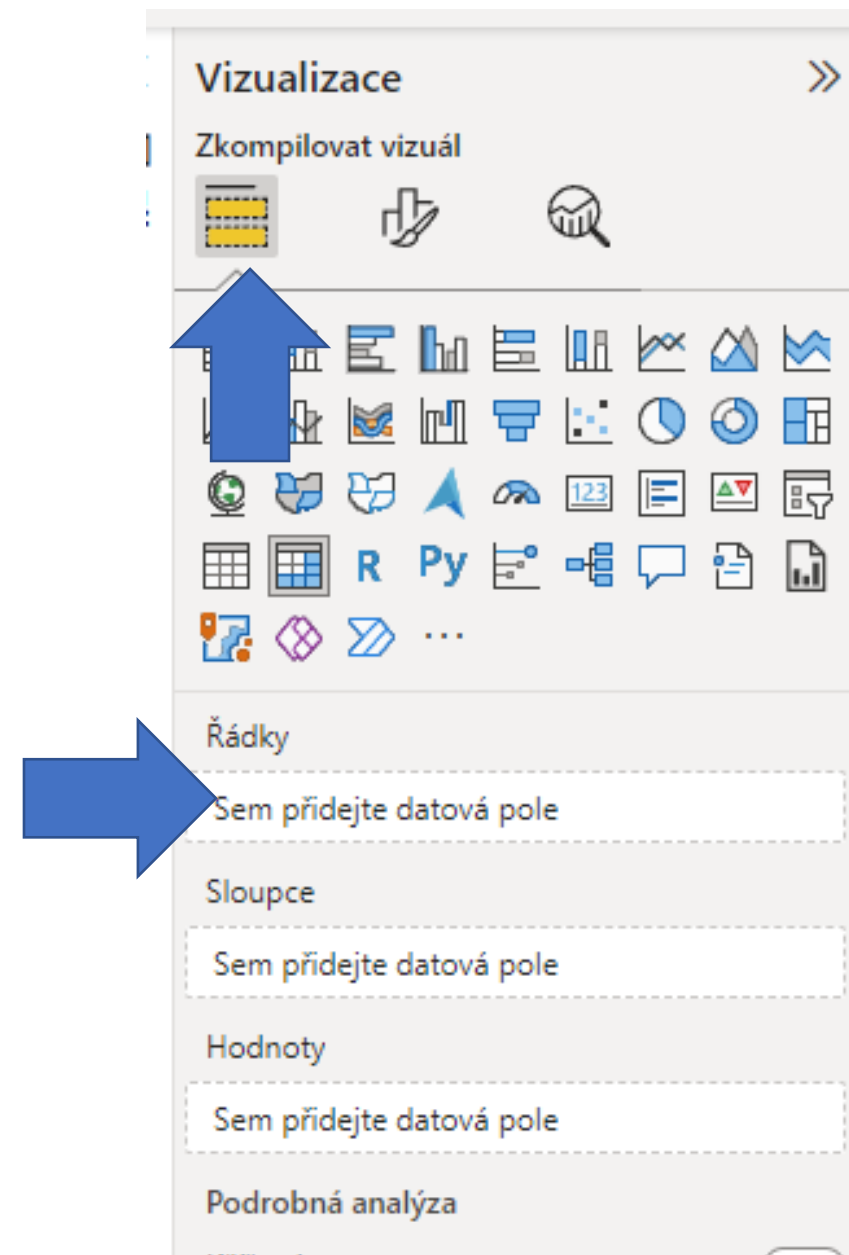 Vizualizace
Zkompilovat vizuál
123
R Py
Řádky
Sem přidejte datová pole
Sloupce
Sem přidejte datová pole
Hodnoty
Sem přidejte datová pole
Podrobná analýza